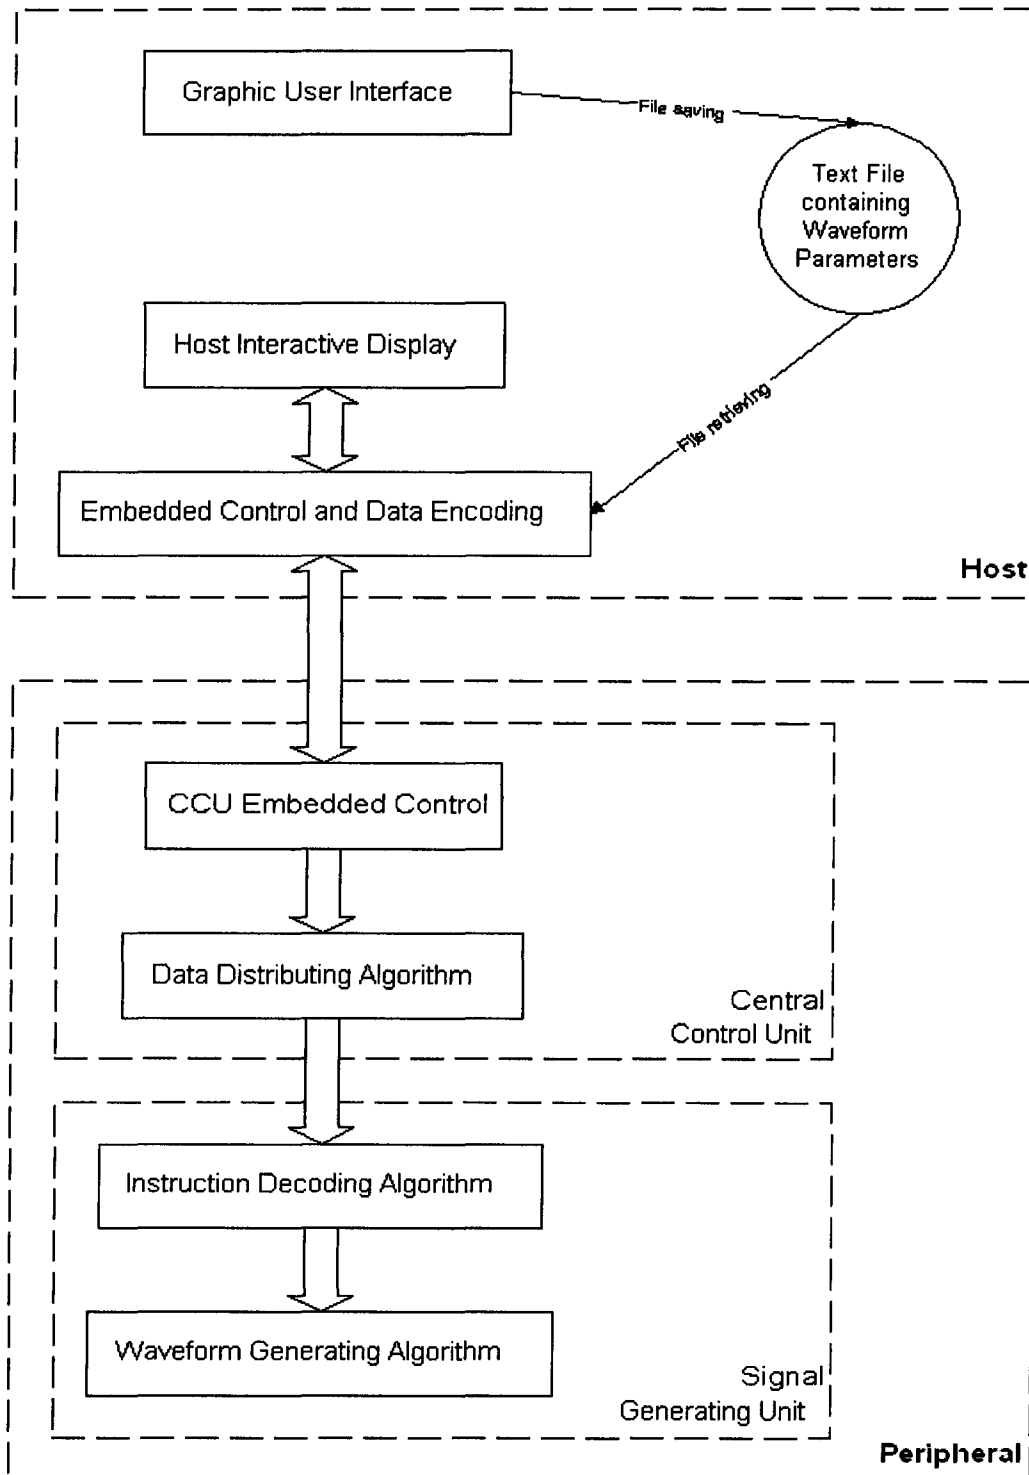 Graphic User Interface
File saving
Text File
containing
Waveform
Parameters
Host Interactive Display
File retrieving
Embedded Control and Data Encoding
Host
CCU Embedded Control
Data Distributing Algorithm
Central
Control Unit
Instruction Decoding Algorithm
Waveform Generating Algorithm
Signal
Generating Unit
Peripheral